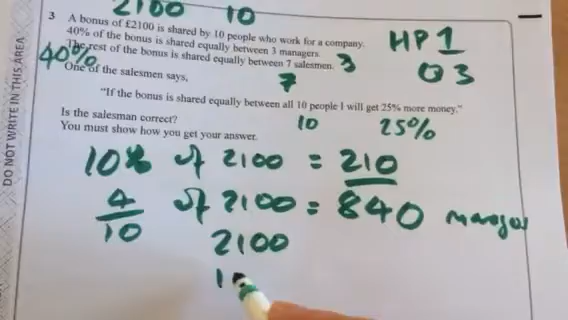 2100 10
3 A bonus of £2100 is shared by 10 people who work for a company.
40% of the bonus is shared equally between 3 managers.
The rest of the bonus is shared equally between 7 salesmen.
One of the salesmen says,
"If the bonus is shared equally between all 10 people I will get 25% more money."
Is the salesman correct?
You must show how you get your answer.
DO NOT WRITE IN THIS AREA
40%
3
7
HP1
Q3
10 25%
10% of 2100 = 210
4/10 of 2100 = 840
2100
1